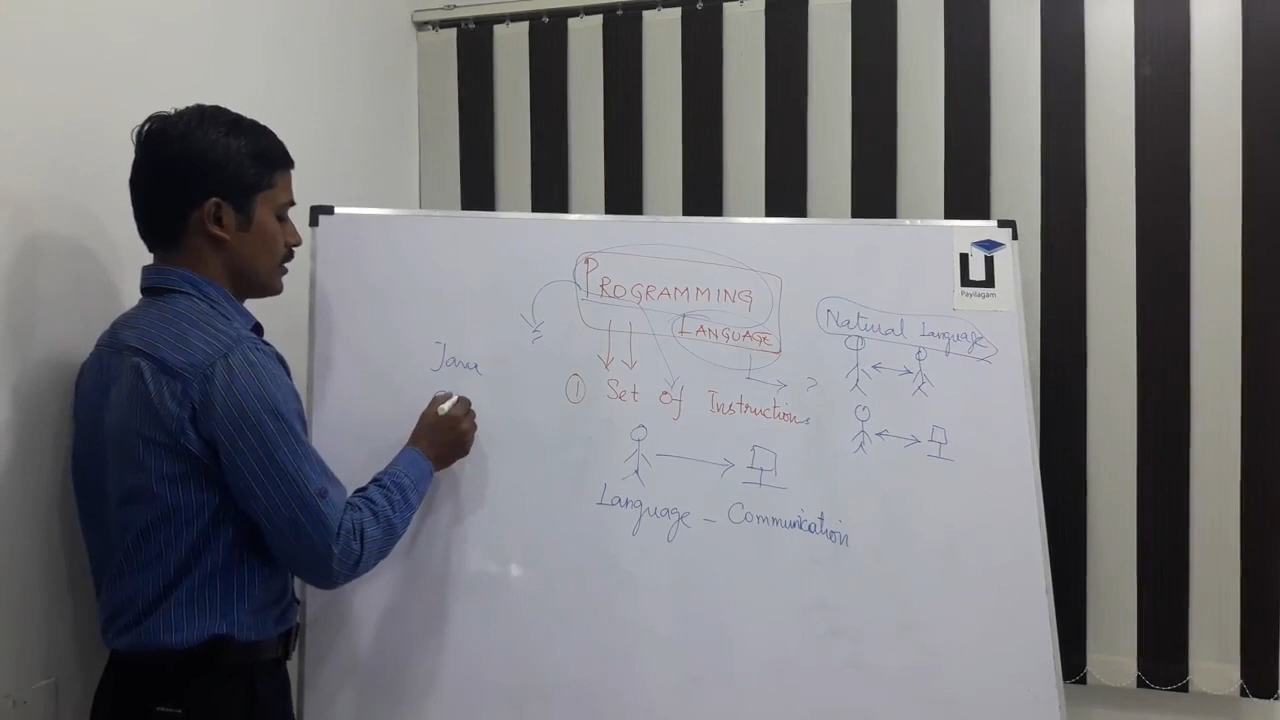 Payilagam
PROGRAMMING
LANGUAGE
Natural Language
Java
?
① Set Of Instructions
Language - Communication